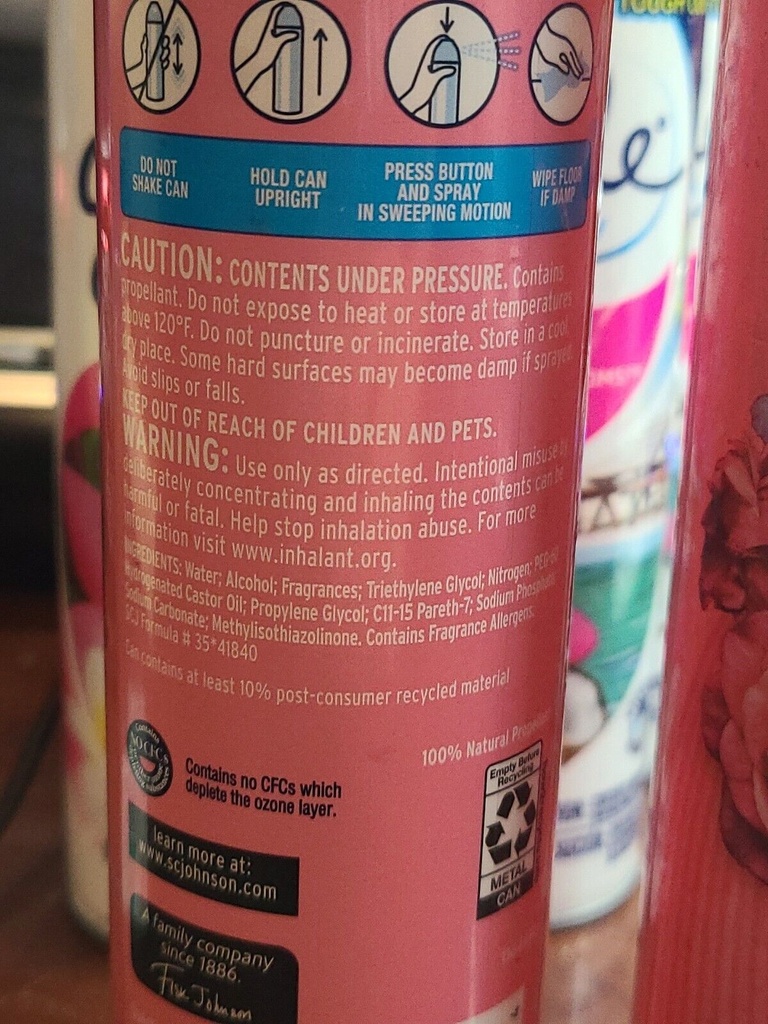 DO NOT
SHAKE CAN
HOLD CAN
UPRIGHT
PRESS BUTTON
AND SPRAY
IN SWEEPING MOTION
WIPE FLOOR
IF DAMP
CAUTION: CONTENTS UNDER PRESSURE. Contains
propellant. Do not expose to heat or store at temperatures
above 120°F. Do not puncture or incinerate. Store in a cool,
dry place. Some hard surfaces may become damp if sprayed.
Avoid slips or falls.
KEEP OUT OF REACH OF CHILDREN AND PETS.
WARNING: Use only as directed. Intentional misuse by
deliberately concentrating and inhaling the contents can be
harmful or fatal. Help stop inhalation abuse. For more
information visit www.inhalant.org.
INGREDIENTS: Water; Alcohol; Fragrances; Triethylene Glycol; Nitrogen;
Hydrogenated Castor Oil; Propylene Glycol; C11-15 Pareth-7; Sodium
Sodium Carbonate; Methylisothiazolinone. Contains Fragrance Allergens.
SCJ Formula # 35*41840
Can contains at least 10% post-consumer recycled material
100% Natural
Contains
NO CFCs
Contains no CFCs which
deplete the ozone layer.
Empty Before
Recycling
METAL
CAN
learn more at:
www.scjohnson.com
A family company
since 1886.
Fisk Johnson